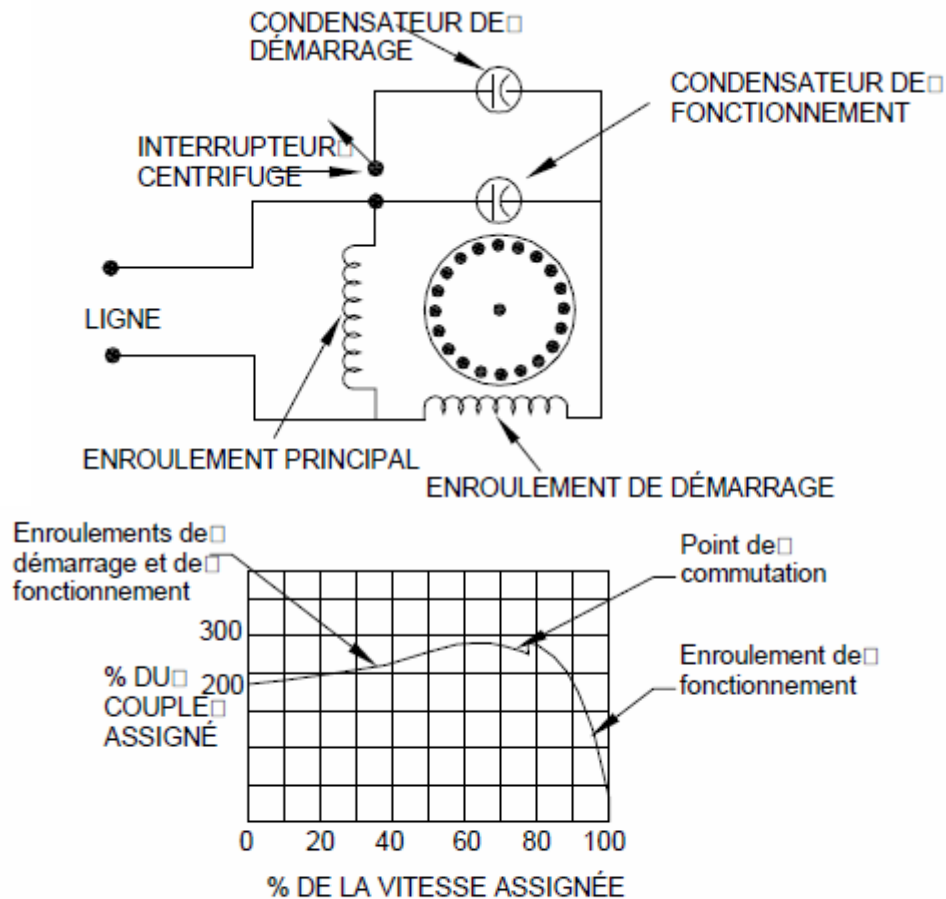 CONDENSATEUR DE□
DÉMARRAGE
CONDENSATEUR DE□
FONCTIONNEMENT
INTERRUPTEUR□
CENTRIFUGE
LIGNE
ENROULEMENT PRINCIPAL
ENROULEMENT DE DÉMARRAGE
Enroulements de□
démarrage et de□
fonctionnement
Point de□
commutation
Enroulement de□
fonctionnement
300
200
% DU□
COUPLE□
ASSIGNÉ
0 20 40 60 80 100
% DE LA VITESSE ASSIGNÉE